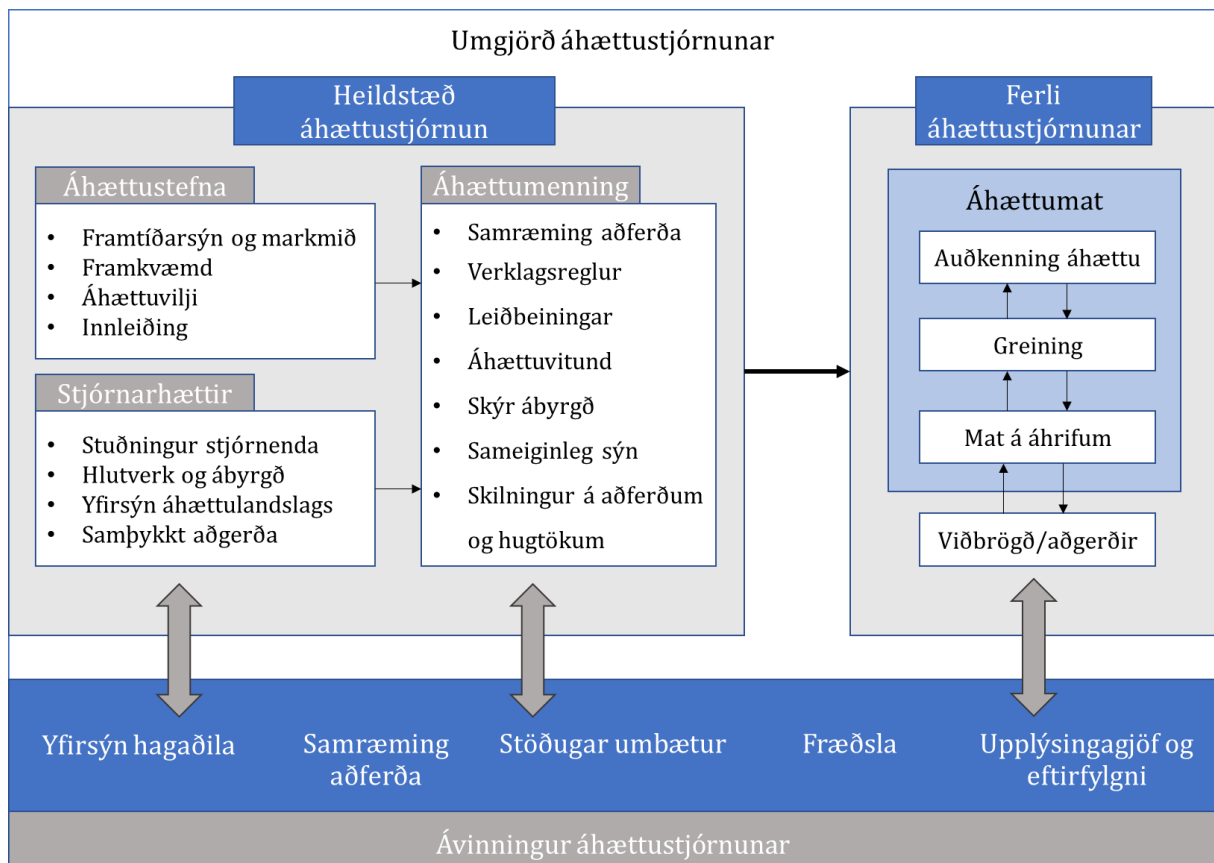 Umgjörð áhættustjórnunar
Heildstæð
áhættustjórnun
Áhættustefna
• Framtíðarsýn og markmið
• Framkvæmd
• Áhættuvilji
• Innleiðing
Stjórnarhættir
• Stuðningur stjórnenda
• Hlutverk og ábyrgð
• Yfirsýn áhættulandslags
• Samþykkt aðgerða
Áhættumenning
• Samræming aðferða
• Verklagsreglur
• Leiðbeiningar
• Áhættuvitund
• Skýr ábyrgð
• Sameiginleg sýn
• Skilningur á aðferðum
og hugtökum
Ferli
áhættustjórnunar
Áhættumat
Auðkenning áhættu
Greining
Mat á áhrifum
Viðbrögð/aðgerðir
Yfirsýn hagaðila
Samræming
aðferða
Stöðugar umbætur
Fræðsla
Upplýsingagjöf og
eftirfylgni
Ávinningur áhættustjórnunar